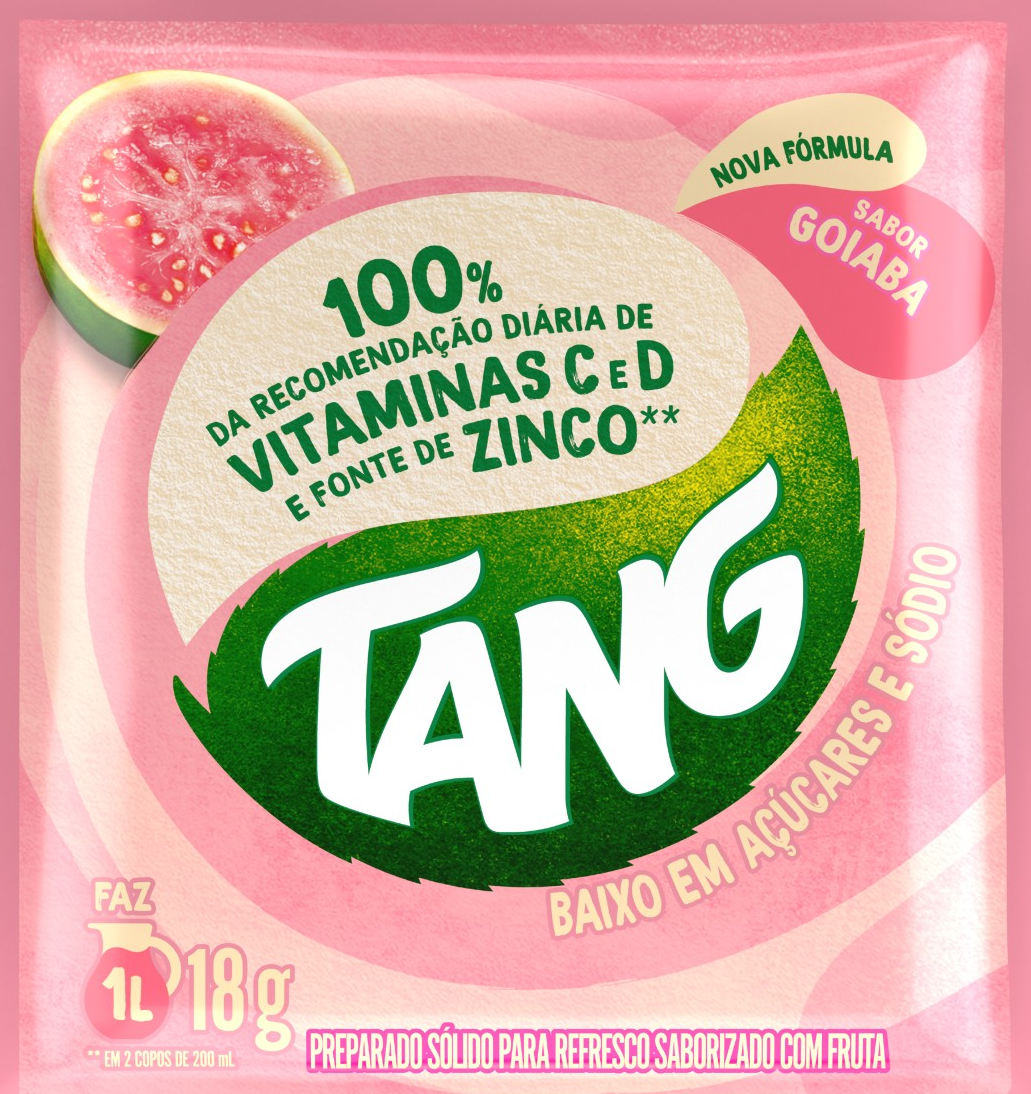 NOVA FÓRMULA
SABOR
GOIABA
100%
DA RECOMENDAÇÃO DIÁRIA DE
VITAMINAS C E D
E FONTE DE ZINCO**
TANG
BAIXO EM AÇÚCARES E SÓDIO
FAZ
1L 18g
** EM 2 COPOS DE 200 mL
PREPARADO SÓLIDO PARA REFRESCO SABORIZADO COM FRUTA